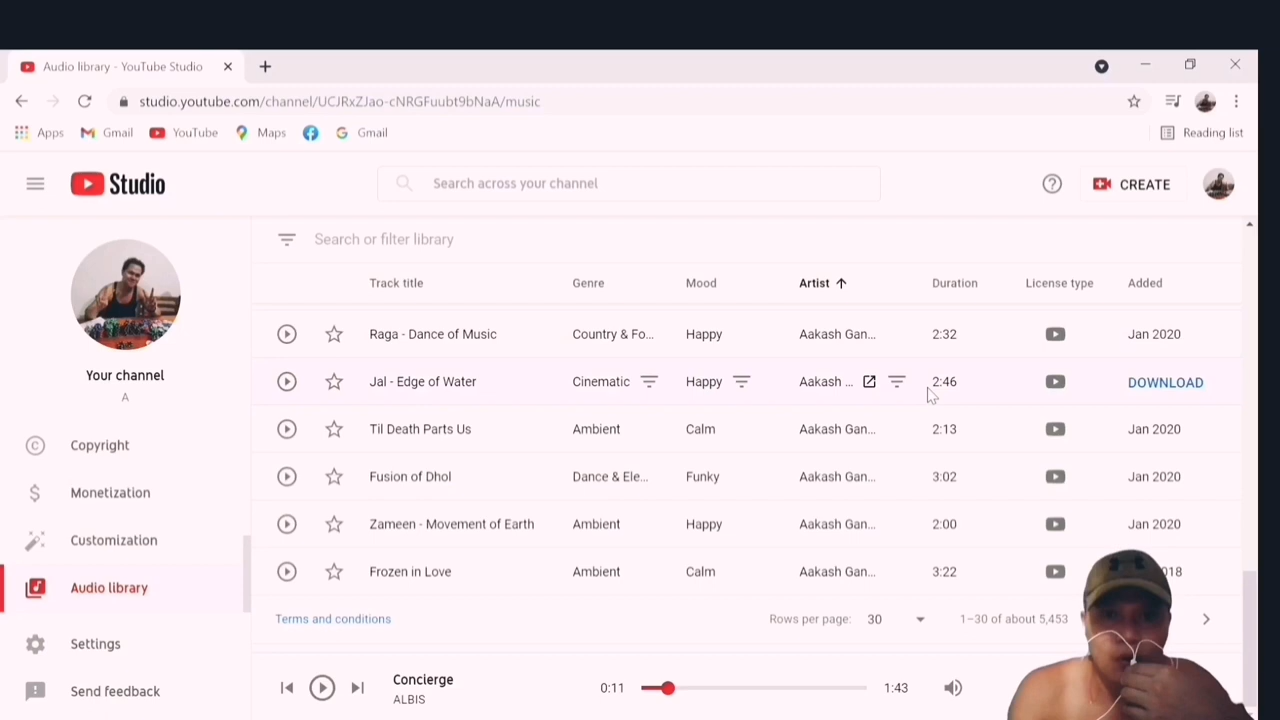 Audio library - YouTube Studio
studio.youtube.com/channel/UCJRxZJao-cNRGFuubt9bNaA/music
Apps Gmail YouTube Maps Gmail Reading list
Studio Search across your channel CREATE
Search or filter library
Track title Genre Mood Artist Duration License type Added
Raga - Dance of Music Country & Fo... Happy Aakash Gan... 2:32 Jan 2020
Jal - Edge of Water Cinematic Happy Aakash ... 2:46 DOWNLOAD
Til Death Parts Us Ambient Calm Aakash Gan... 2:13 Jan 2020
Fusion of Dhol Dance & Ele... Funky Aakash Gan... 3:02 Jan 2020
Zameen - Movement of Earth Ambient Happy Aakash Gan... 2:00 Jan 2020
Frozen in Love Ambient Calm Aakash Gan... 3:22 018
Your channel
A
Copyright
Monetization
Customization
Audio library
Settings
Send feedback
Terms and conditions Rows per page: 30 1–30 of about 5,453
Concierge
ALBIS
0:11 1:43